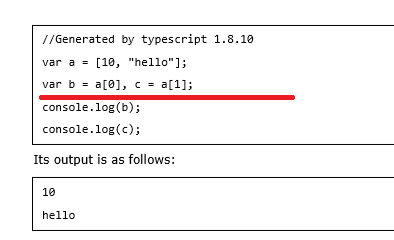 //Generated by typescript 1.8.10
var a = [10, "hello"];
var b = a[0], c = a[1];
console.log(b);
console.log(c);
Its output is as follows:
10
hello